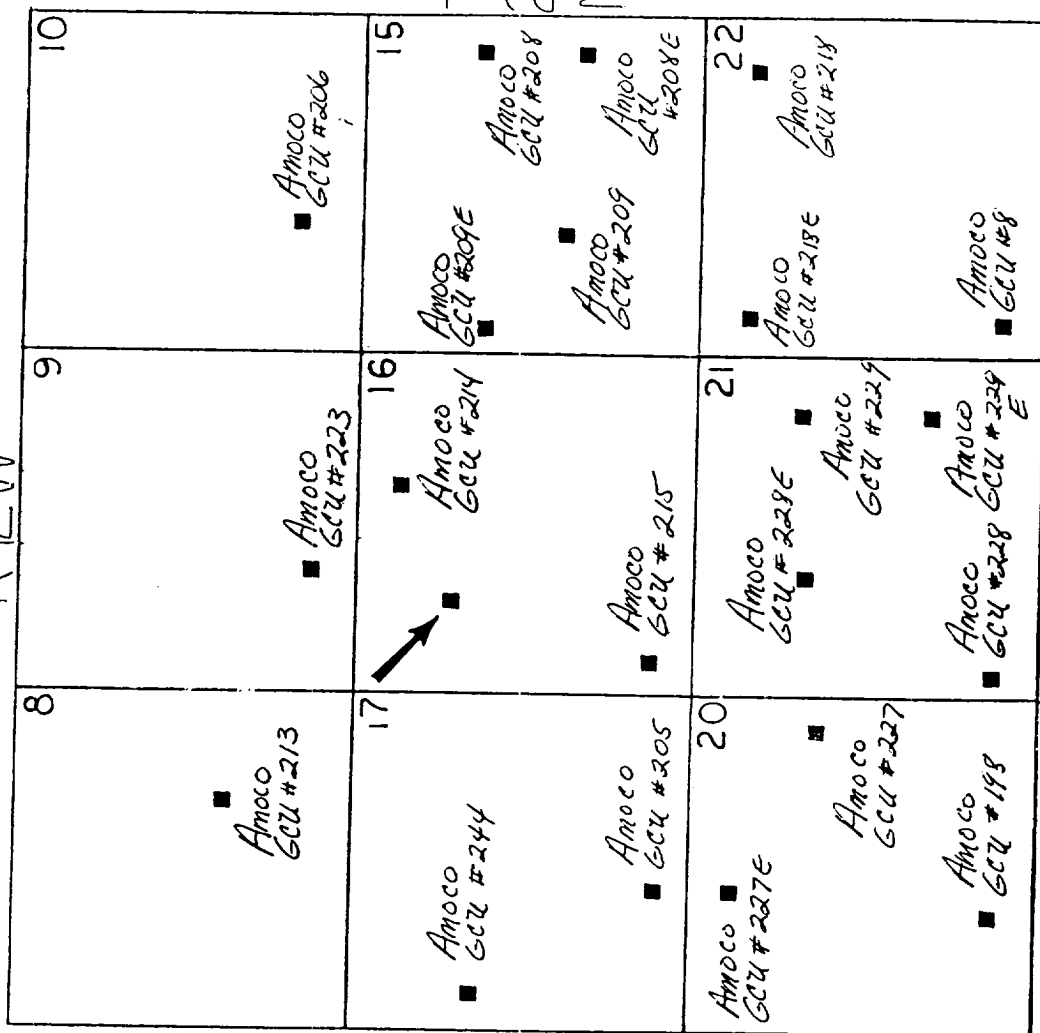 8
Amoco
GCU #213
9
Amoco
GCU #223
10
Amoco
GCU #206
17
Amoco
GCU #244
Amoco
GCU #205
16
Amoco
GCU #214
Amoco
GCU #215
15
Amoco
GCU #209E
Amoco
GCU #208
Amoco
GCU #209
Amoco
GCU
#208E
20
Amoco
GCU #227E
Amoco
GCU #227
Amoco
GCU #198
21
Amoco
GCU #228E
Amoco
GCU #229
Amoco
GCU #228
Amoco
GCU #229
E
22
Amoco
GCU #218E
Amoco
GCU #218
Amoco
GCU #8